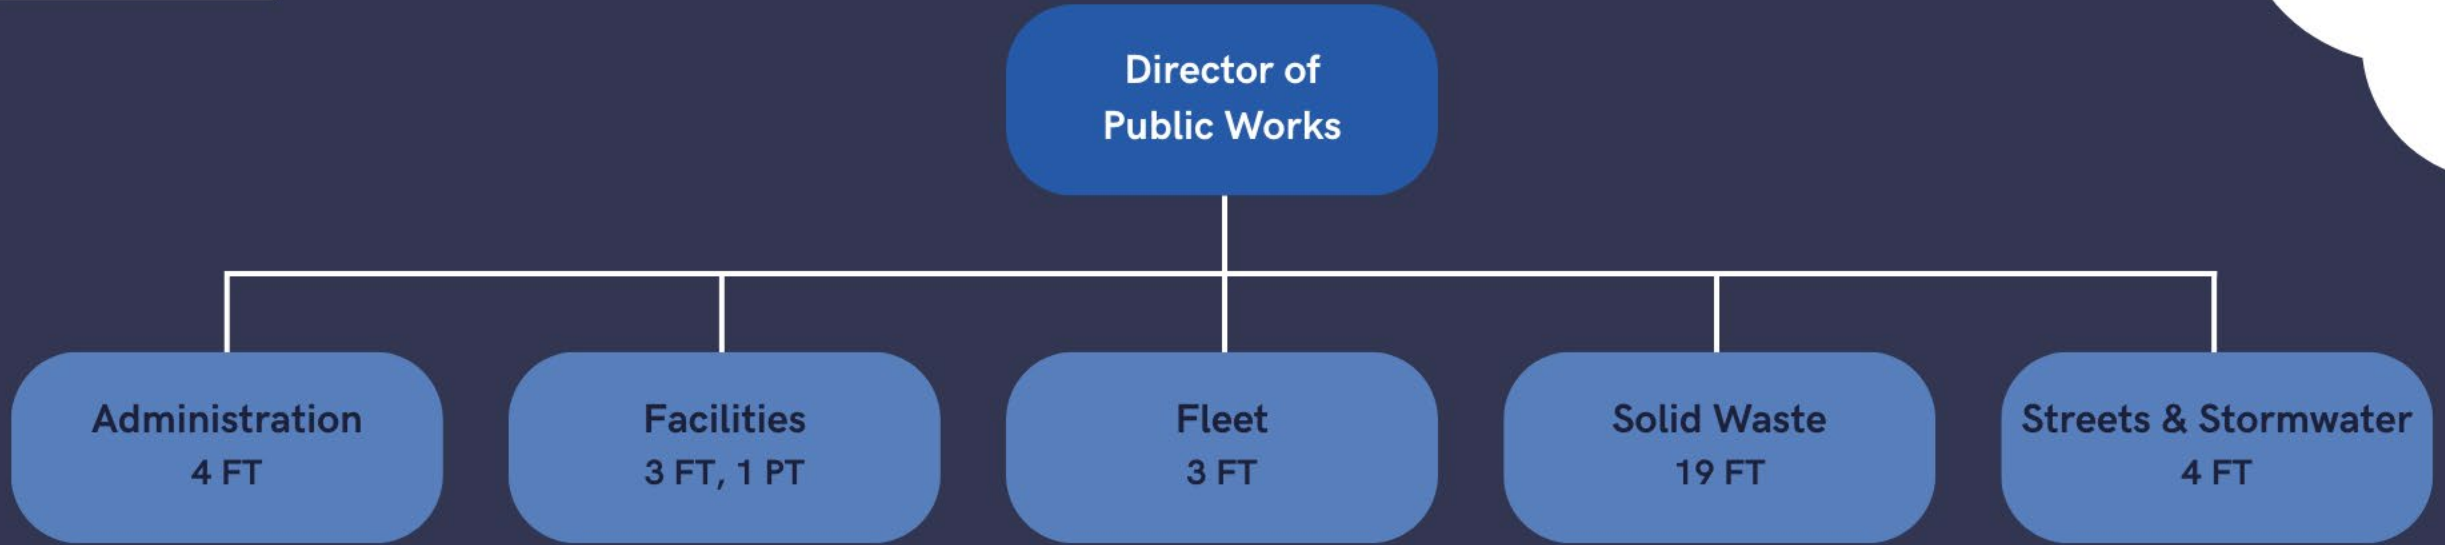 Director of
Public Works
Administration
4 FT
Facilities
3 FT, 1 PT
Fleet
3 FT
Solid Waste
19 FT
Streets & Stormwater
4 FT